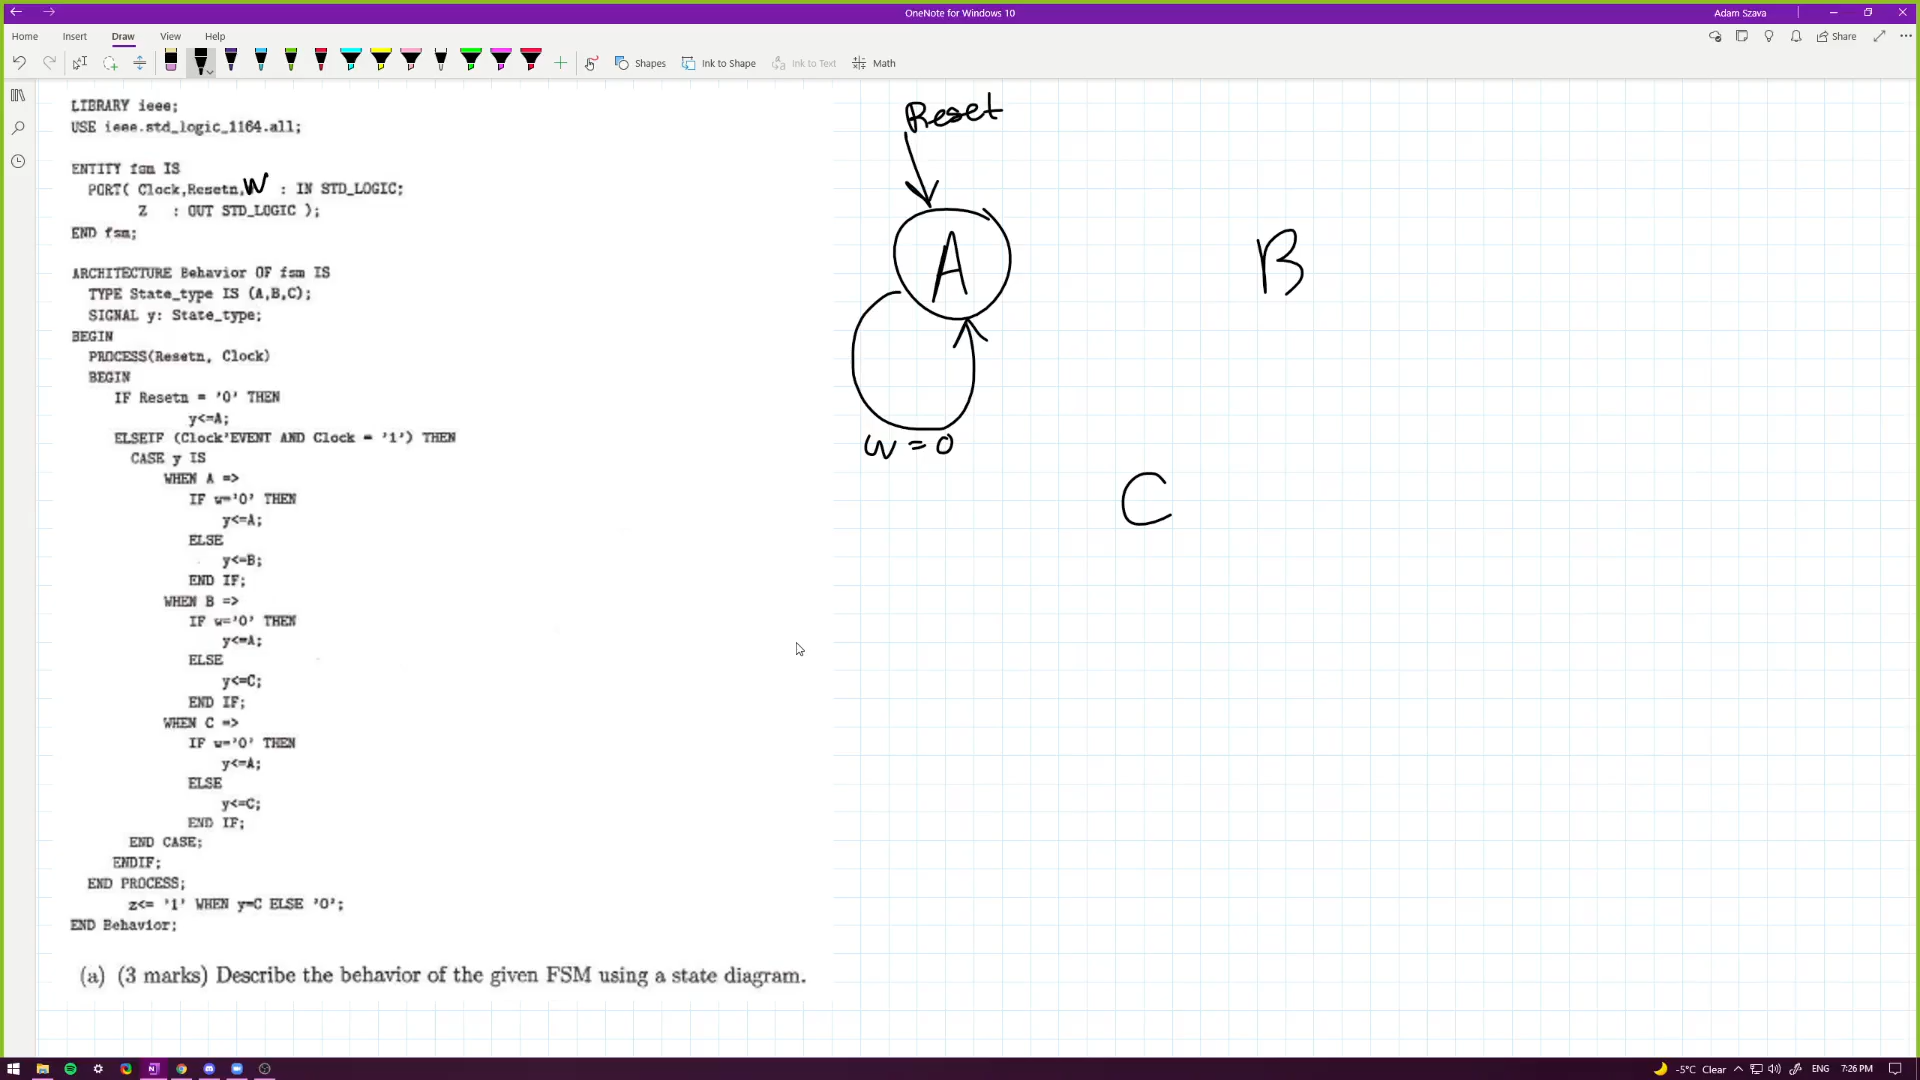 OneNote for Windows 10
Adam Szava
Home Insert Draw View Help
Share
Shapes Ink to Shape Ink to Text Math
LIBRARY ieee;
USE ieee.std_logic_1164.all;
ENTITY fsm IS
PORT( Clock,Resetn,W : IN STD_LOGIC;
Z : OUT STD_LOGIC );
END fsm;
ARCHITECTURE Behavior OF fsm IS
TYPE State_type IS (A,B,C);
SIGNAL y: State_type;
BEGIN
PROCESS(Resetn, Clock)
BEGIN
IF Resetn = '0' THEN
y<=A;
ELSEIF (Clock'EVENT AND Clock = '1') THEN
CASE y IS
WHEN A =>
IF w='0' THEN
y<=A;
ELSE
y<=B;
END IF;
WHEN B =>
IF w='0' THEN
y<=A;
ELSE
y<=C;
END IF;
WHEN C =>
IF w='0' THEN
y<=A;
ELSE
y<=C;
END IF;
END CASE;
ENDIF;
END PROCESS;
z<= '1' WHEN y=C ELSE '0';
END Behavior;
(a) (3 marks) Describe the behavior of the given FSM using a state diagram.
Reset
A
B
w = 0
C
-5°C Clear
ENG
7:26 PM